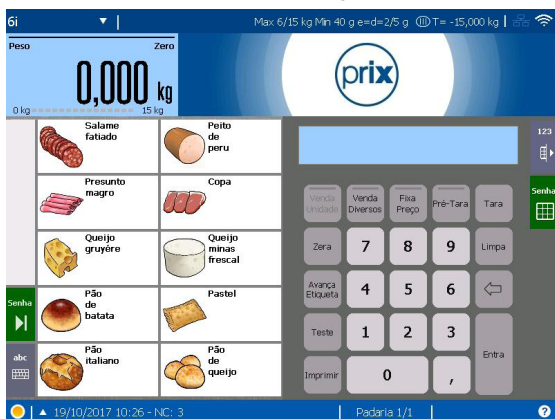 6i
Max 6/15 kg Min 40 g e=d=2/5 g (III) T= -15,000 kg
Peso
Zero
0,000 kg
0 kg
15 kg
prix
Salame
fatiado
Peito
de
peru
Presunto
magro
Copa
Queijo
gruyére
Queijo
minas
frescal
Pão
de
batata
Pastel
Pão
italiano
Pão
de
queijo
Senha
abc
123
Senha
Venda
Unidade
Venda
Diversos
Fixa
Preço
Pré-Tara
Tara
Zera
7
8
9
Limpa
Avança
Etiqueta
4
5
6
Teste
1
2
3
Entra
Imprimir
0
,
19/10/2017 10:26 - NC: 3
Padaria 1/1
?